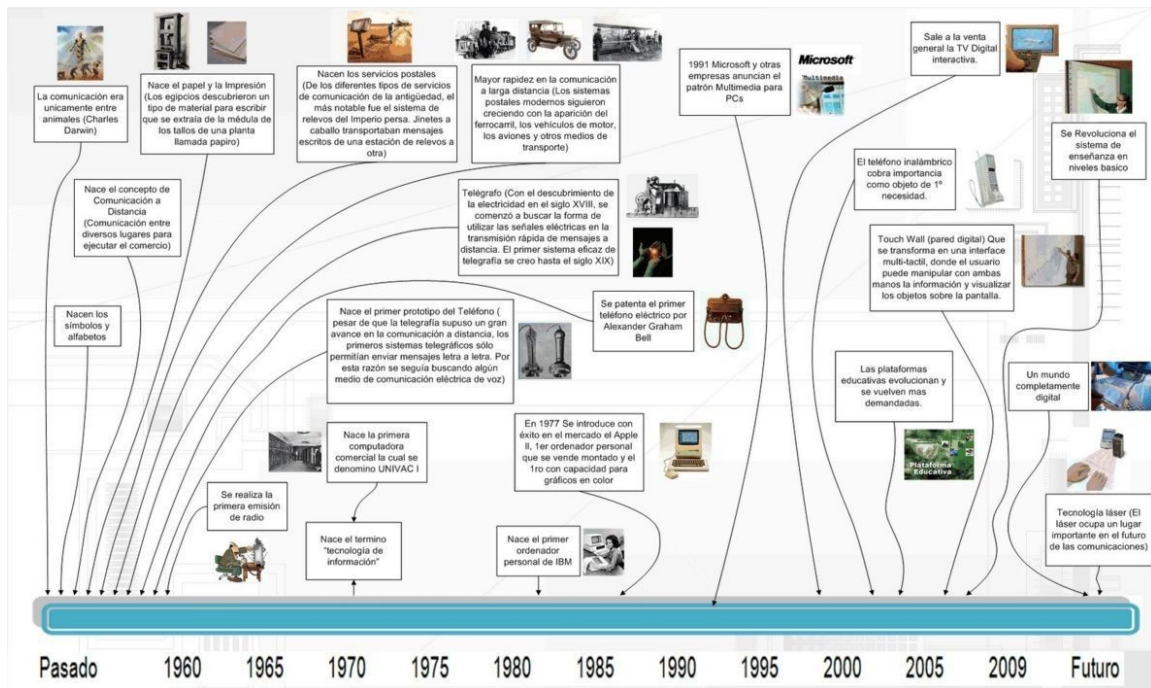 La comunicación era
unicamente entre
animales (Charles
Darwin)
Nace el papel y la Impresión
(Los egipcios descubrieron un
tipo de material para escribir
que se extraía de la médula de
los tallos de una planta
llamada papiro)
Nacen los servicios postales
(De los diferentes tipos de servicios
de comunicación de la antigüedad, el
más notable fue el sistema de
relevos del Imperio persa. Jinetes a
caballo transportaban mensajes
escritos de una estación de relevos a
otra)
Mayor rapidez en la comunicación
a larga distancia (Los sistemas
postales modernos siguieron
creciendo con la aparición del
ferrocarril, los vehículos de motor,
los aviones y otros medios de
transporte)
1991 Microsoft y otras
empresas anuncian el
patrón Multimedia para
PCs
Microsoft
Multimedia
Sale a la venta
general la TV Digital
interactiva.
Se Revoluciona el
sistema de
enseñanza en
niveles basico
Nace el concepto de
Comunicación a
Distancia
(Comunicación entre
diversos lugares para
ejecutar el comercio)
Telégrafo (Con el descubrimiento de
la electricidad en el siglo XVIII, se
comenzó a buscar la forma de
utilizar las señales eléctricas en la
transmisión rápida de mensajes a
distancia. El primer sistema eficaz de
telegrafía se creo hasta el siglo XIX)
El teléfono inalámbrico
cobra importancia
como objeto de 1º
necesidad.
Touch Wall (pared digital) Que
se transforma en una interface
multi-tactil, donde el usuario
puede manipular con ambas
manos la información y visualizar
los objetos sobre la pantalla.
Nacen los
símbolos y
alfabetos
Nace el primer prototipo del Teléfono (
pesar de que la telegrafía supuso un gran
avance en la comunicación a distancia, los
primeros sistemas telegráficos sólo
permitían enviar mensajes letra a letra. Por
esta razón se seguía buscando algún
medio de comunicación eléctrica de voz)
Se patenta el primer
teléfono eléctrico por
Alexander Graham
Bell
Las plataformas
educativas evolucionan y
se vuelven mas
demandadas.
Plataforma
Educativa
Un mundo
completamente
digital
Nace la primera
computadora
comercial la cual se
denomino UNIVAC I
En 1977 Se introduce con
éxito en el mercado el Apple
II, 1er ordenador personal
que se vende montado y el
1ro con capacidad para
gráficos en color
Se realiza la
primera emisión
de radio
Nace el termino
"tecnología de
información"
Nace el primer
ordenador
personal de IBM
Tecnología láser (El
láser ocupa un lugar
importante en el futuro
de las comunicaciones)
Pasado 1960 1965 1970 1975 1980 1985 1990 1995 2000 2005 2009 Futuro